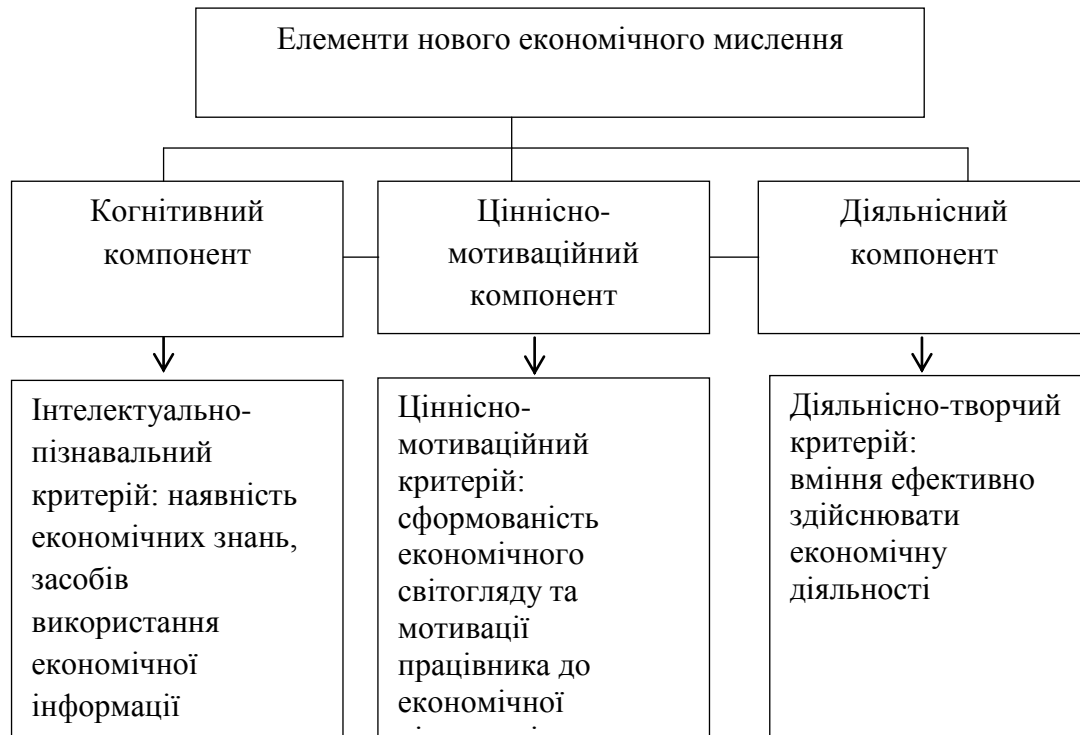 Елементи нового економічного мислення
Когнітивний
компонент
Ціннісно-
мотиваційний
компонент
Діяльнісний
компонент
Інтелектуально-
пізнавальний
критерій: наявність
економічних знань,
засобів
використання
економічної
інформації
Ціннісно-
мотиваційний
критерій:
сформованість
економічного
світогляду та
мотивації
працівника до
економічної
Діяльнісно-творчий
критерій:
вміння ефективно
здійснювати
економічну
діяльності